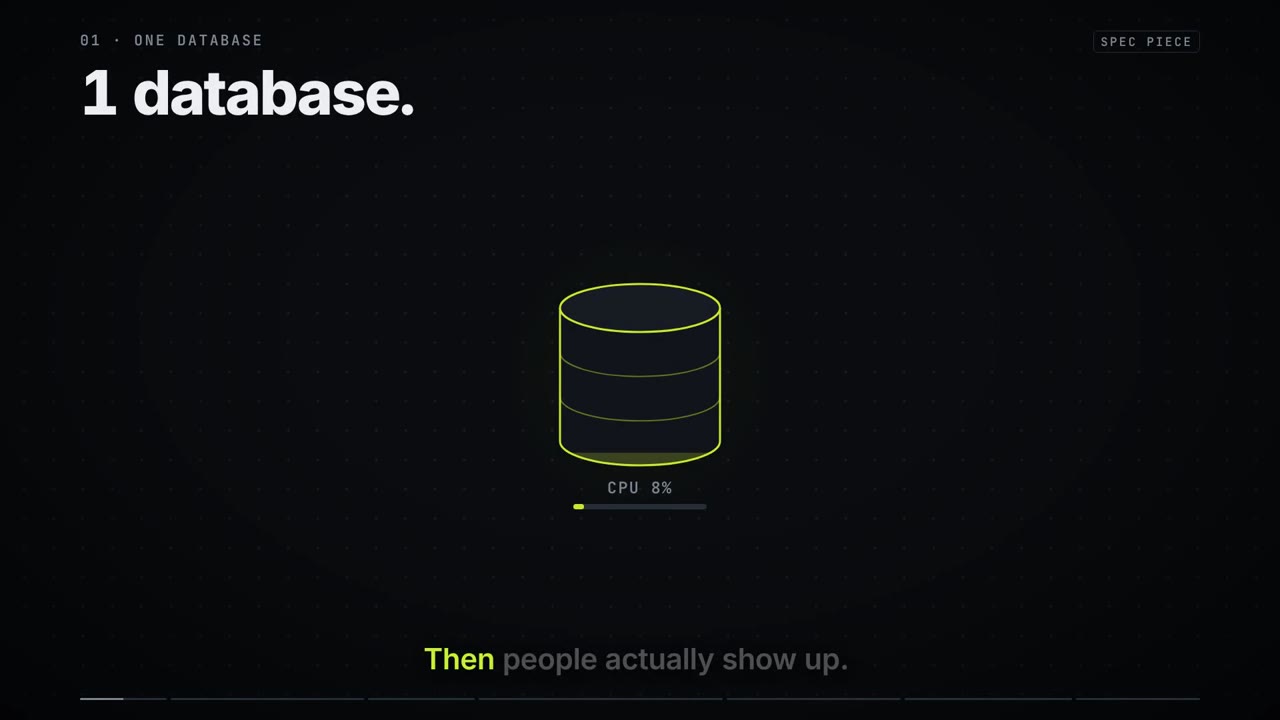 01 · ONE DATABASE
SPEC PIECE
1 database.
CPU 8%
Then people actually show up.